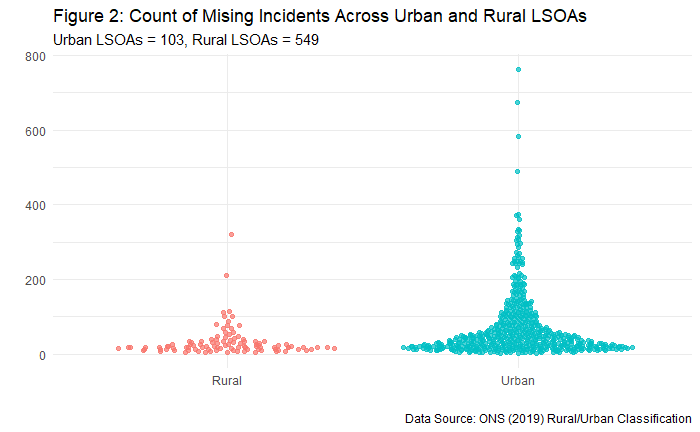 Figure 2: Count of Mising Incidents Across Urban and Rural LSOAs
Urban LSOAs = 103, Rural LSOAs = 549
800
600
400
200
0
Rural
Urban
Data Source: ONS (2019) Rural/Urban Classification